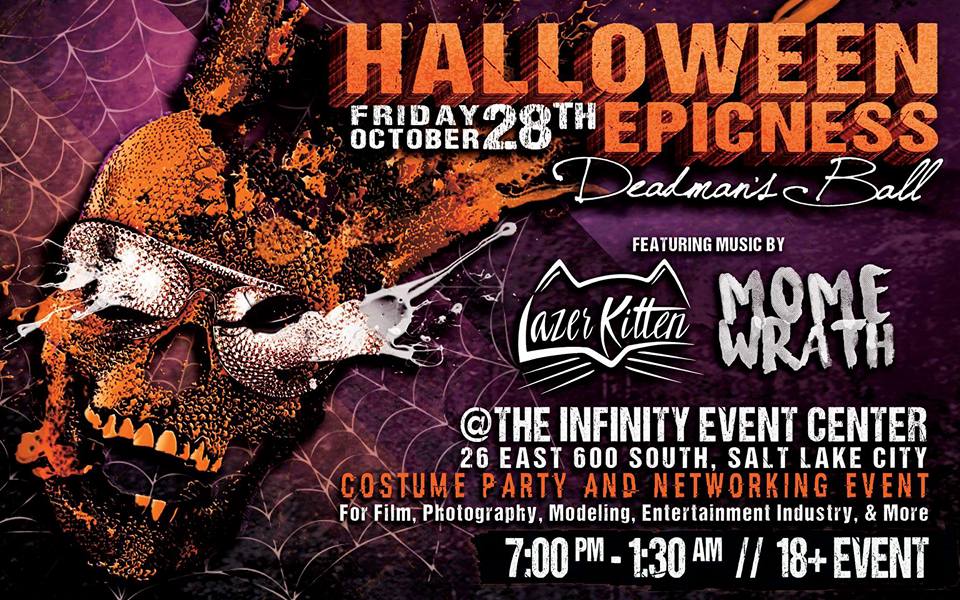 HALLOWEEN
FRIDAY OCTOBER 28TH EPICNESS
Deadman's Ball
FEATURING MUSIC BY
Lazer Kitten
MOME WRATH
@THE INFINITY EVENT CENTER
26 EAST 600 SOUTH, SALT LAKE CITY
COSTUME PARTY AND NETWORKING EVENT
For Film, Photography, Modeling, Entertainment Industry, & More
7:00 PM - 1:30 AM // 18+ EVENT